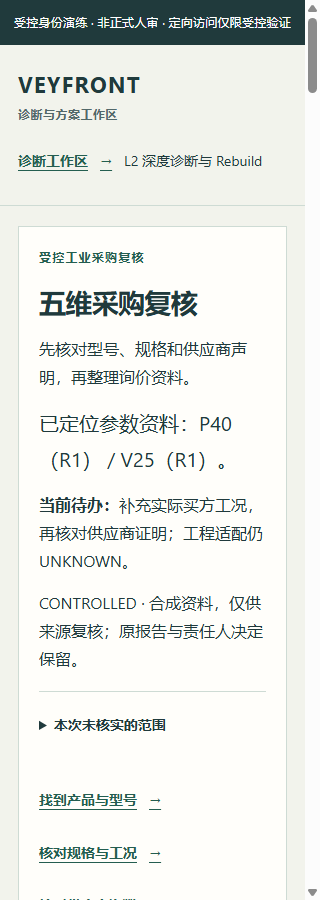 受控身份演练 · 非正式人审 · 定向访问仅限受控验证
VEYFRONT
诊断与方案工作区
诊断工作区 → L2 深度诊断与 Rebuild
受控工业采购复核
五维采购复核
先核对型号、规格和供应商声
明，再整理询价资料。
已定位参数资料：P40
（R1） / V25（R1）。
当前待办：补充实际买方工况，
再核对供应商证明；工程适配仍
UNKNOWN。
CONTROLLED · 合成资料，仅供
来源复核；原报告与责任人决定
保留。
▶ 本次未核实的范围
找到产品与型号 →
核对规格与工况 →